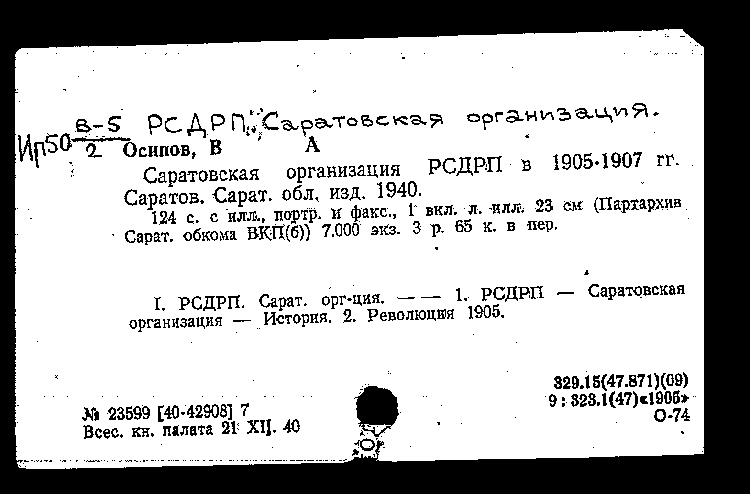 В-5 РСДРП. Саратовская организация.
Ип50 2 Осипов, В А
Саратовская организация РСДРП в 1905-1907 гг.
Саратов. Сарат. обл. изд. 1940.
124 с. с илл., портр. и факс., 1 вкл. л. илл. 23 см (Партархив
Сарат. обкома ВКП(б)) 7.000 экз. 3 р. 65 к. в пер.
I. РСДРП. Сарат. орг-ция. — — 1. РСДРП — Саратовская
организация — История. 2. Революция 1905.
329.15(47.871)(09)
№ 23599 [40-42908] 7
9 : 323.1(47)«1905»
Всес. кн. палата 21 XII. 40
О-74